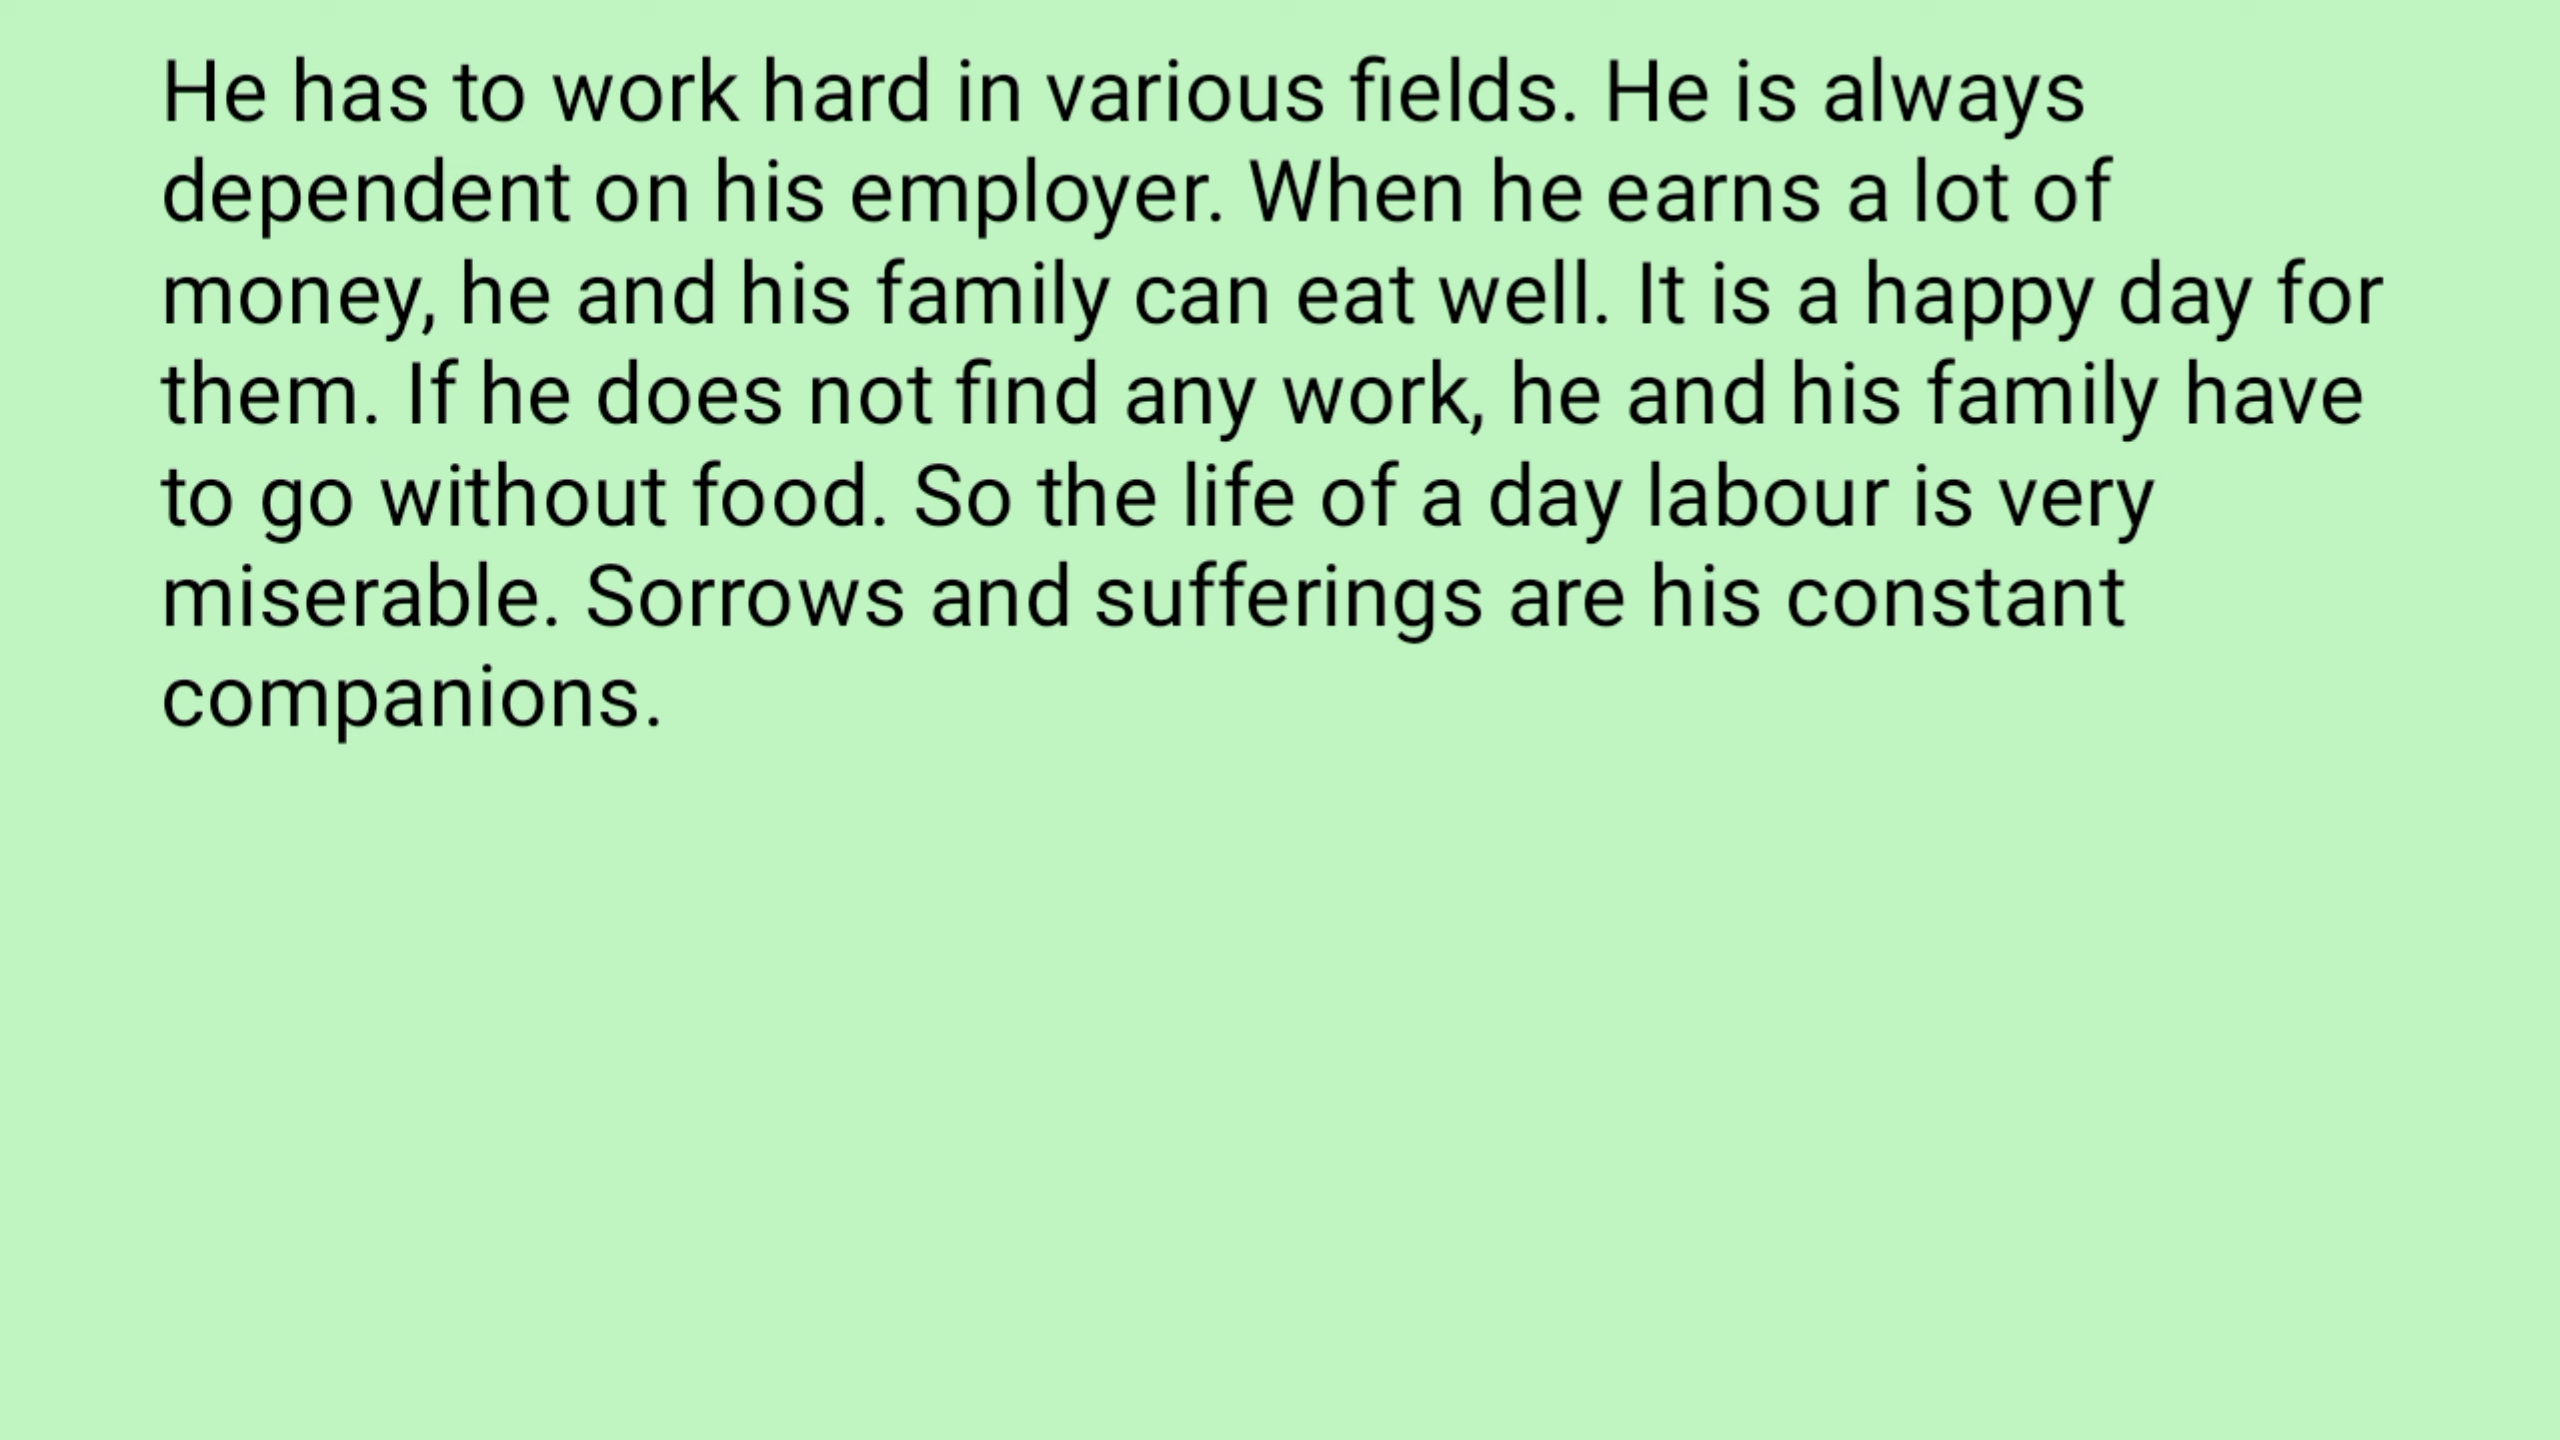 He has to work hard in various fields. He is always
dependent on his employer. When he earns a lot of
money, he and his family can eat well. It is a happy day for
them. If he does not find any work, he and his family have
to go without food. So the life of a day labour is very
miserable. Sorrows and sufferings are his constant
companions.